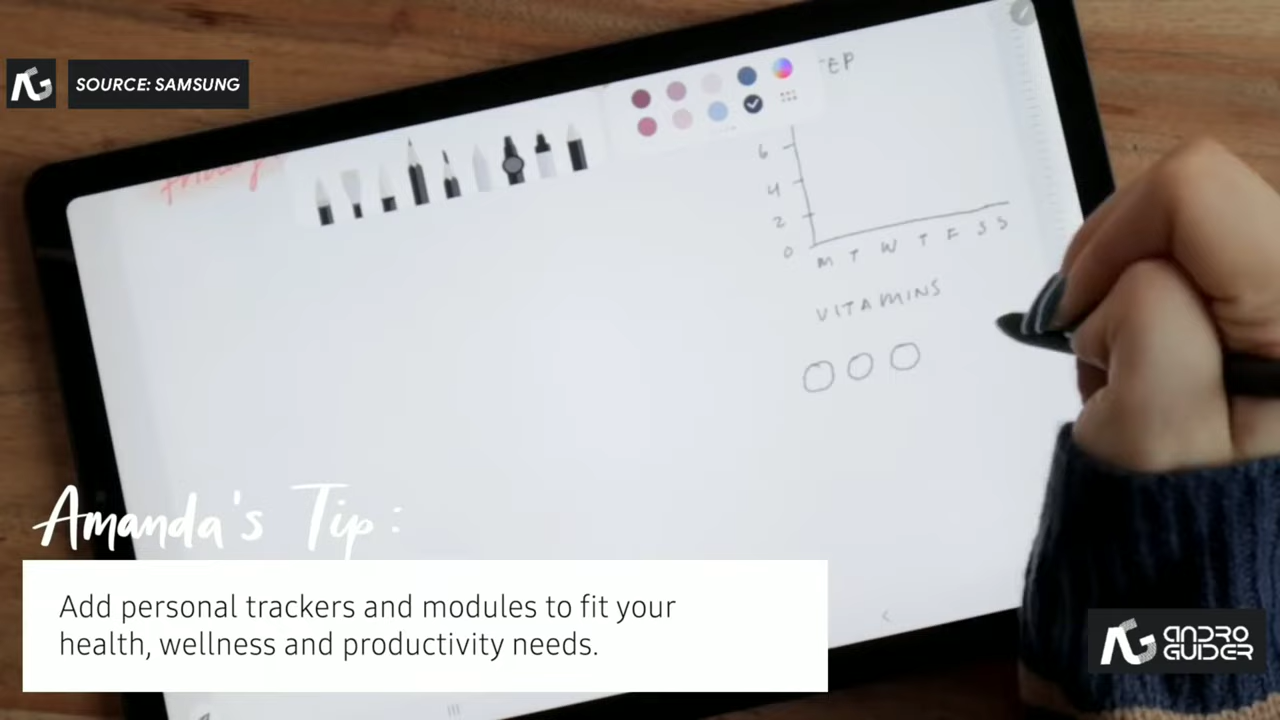 SOURCE: SAMSUNG
EP
6
4
2
0
M T W T F S S
VITAMINS
Amanda's Tip:
Add personal trackers and modules to fit your
health, wellness and productivity needs.
ANDRO
GUIDER